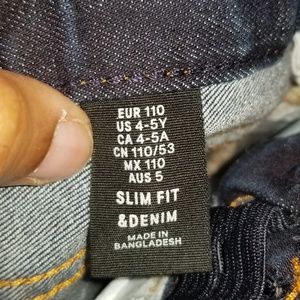 EUR 110
US 4-5Y
CA 4-5A
CN 110/53
MX 110
AUS 5
SLIM FIT
&DENIM
MADE IN
BANGLADESH